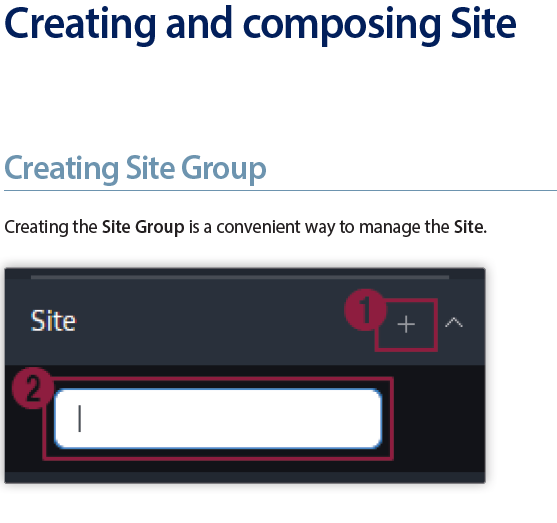 Creating and composing Site
Creating Site Group
Creating the Site Group is a convenient way to manage the Site.
Site
1
+
2